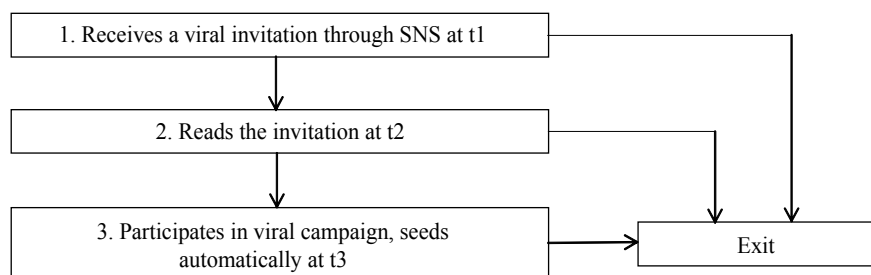 1. Receives a viral invitation through SNS at t1
2. Reads the invitation at t2
3. Participates in viral campaign, seeds
automatically at t3
Exit